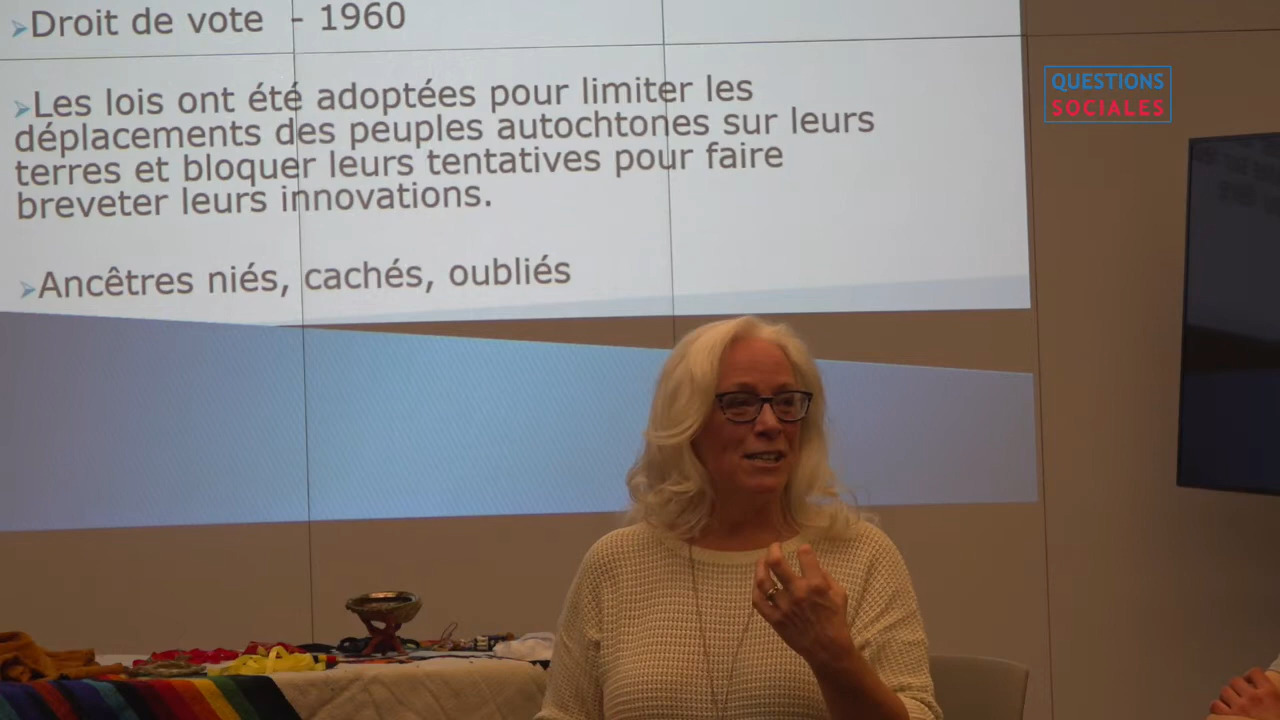 ➢Droit de vote - 1960
QUESTIONS
SOCIALES
➢Les lois ont été adoptées pour limiter les
déplacements des peuples autochtones sur leurs
terres et bloquer leurs tentatives pour faire
breveter leurs innovations.
➢Ancêtres niés, cachés, oubliés